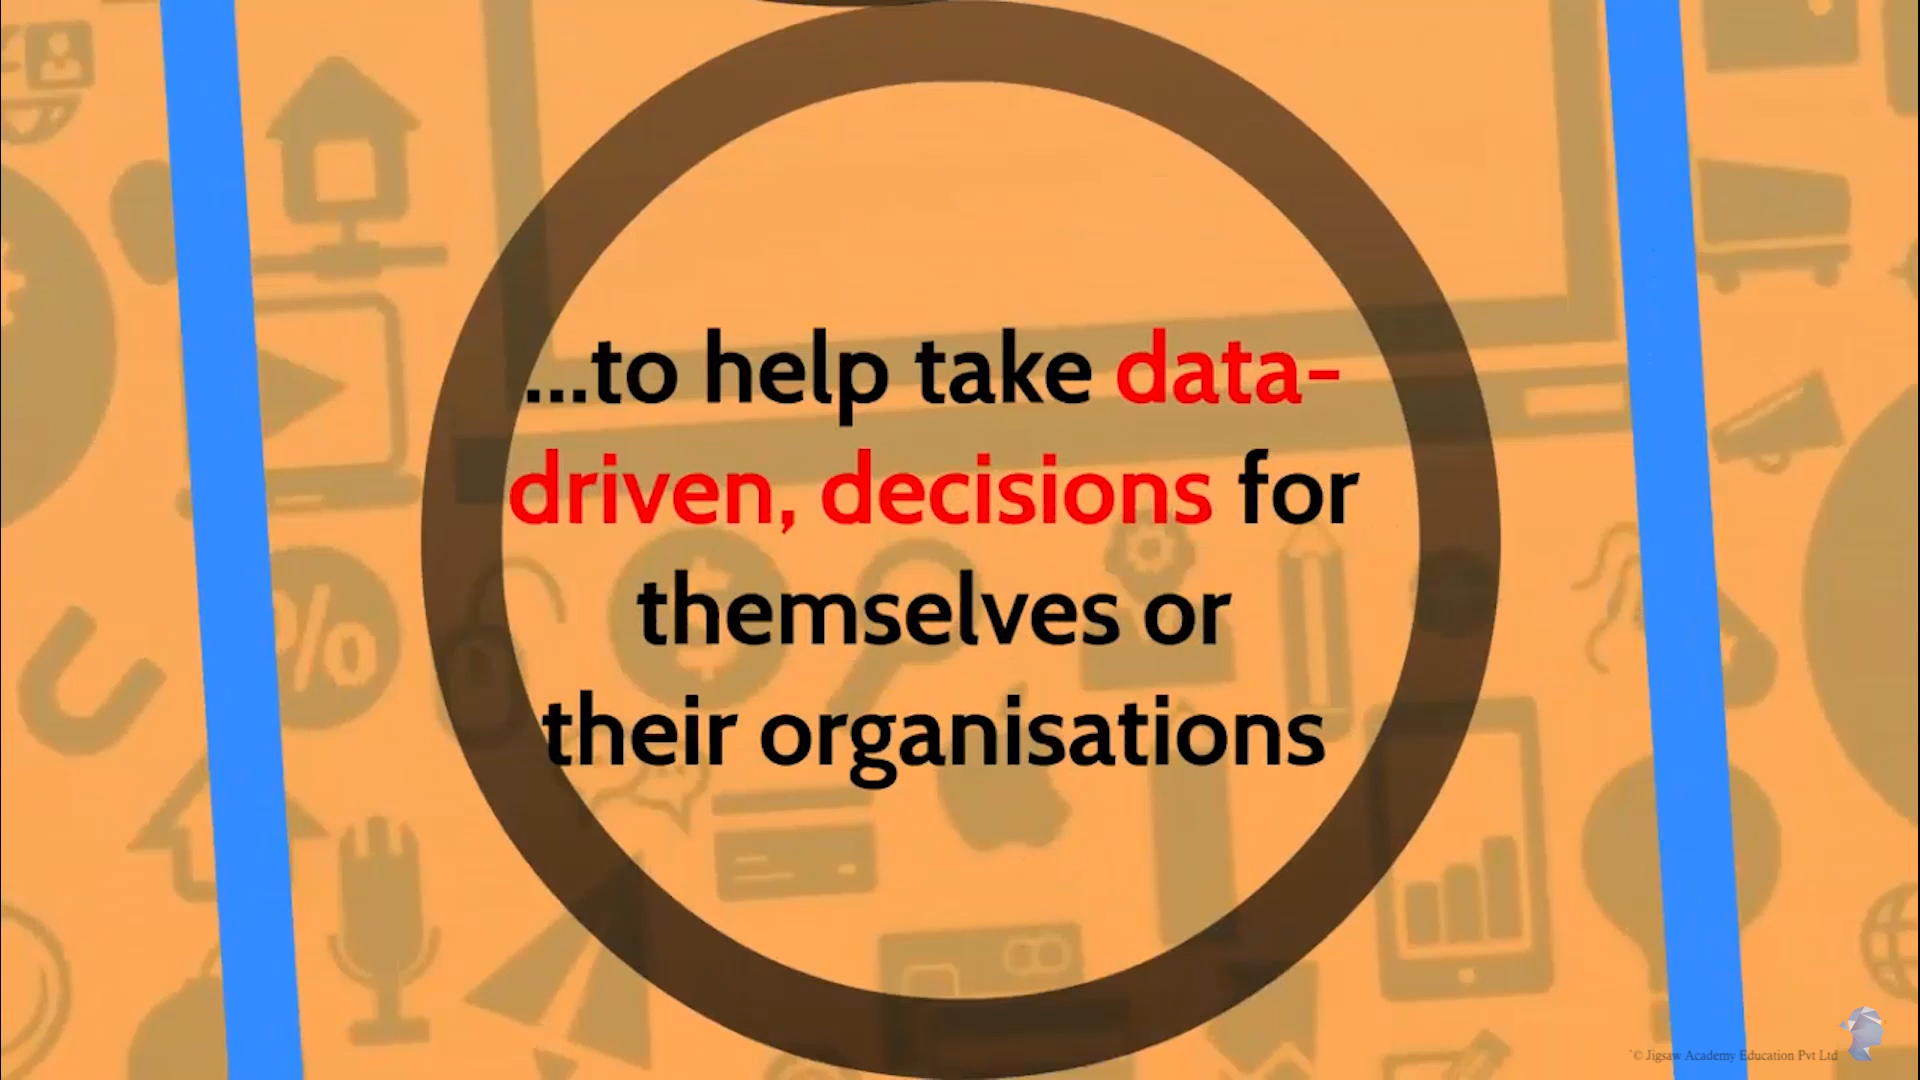 ...to help take data-
driven, decisions for
themselves or
their organisations
%
$
© Jigsaw Academy Education Pvt Ltd